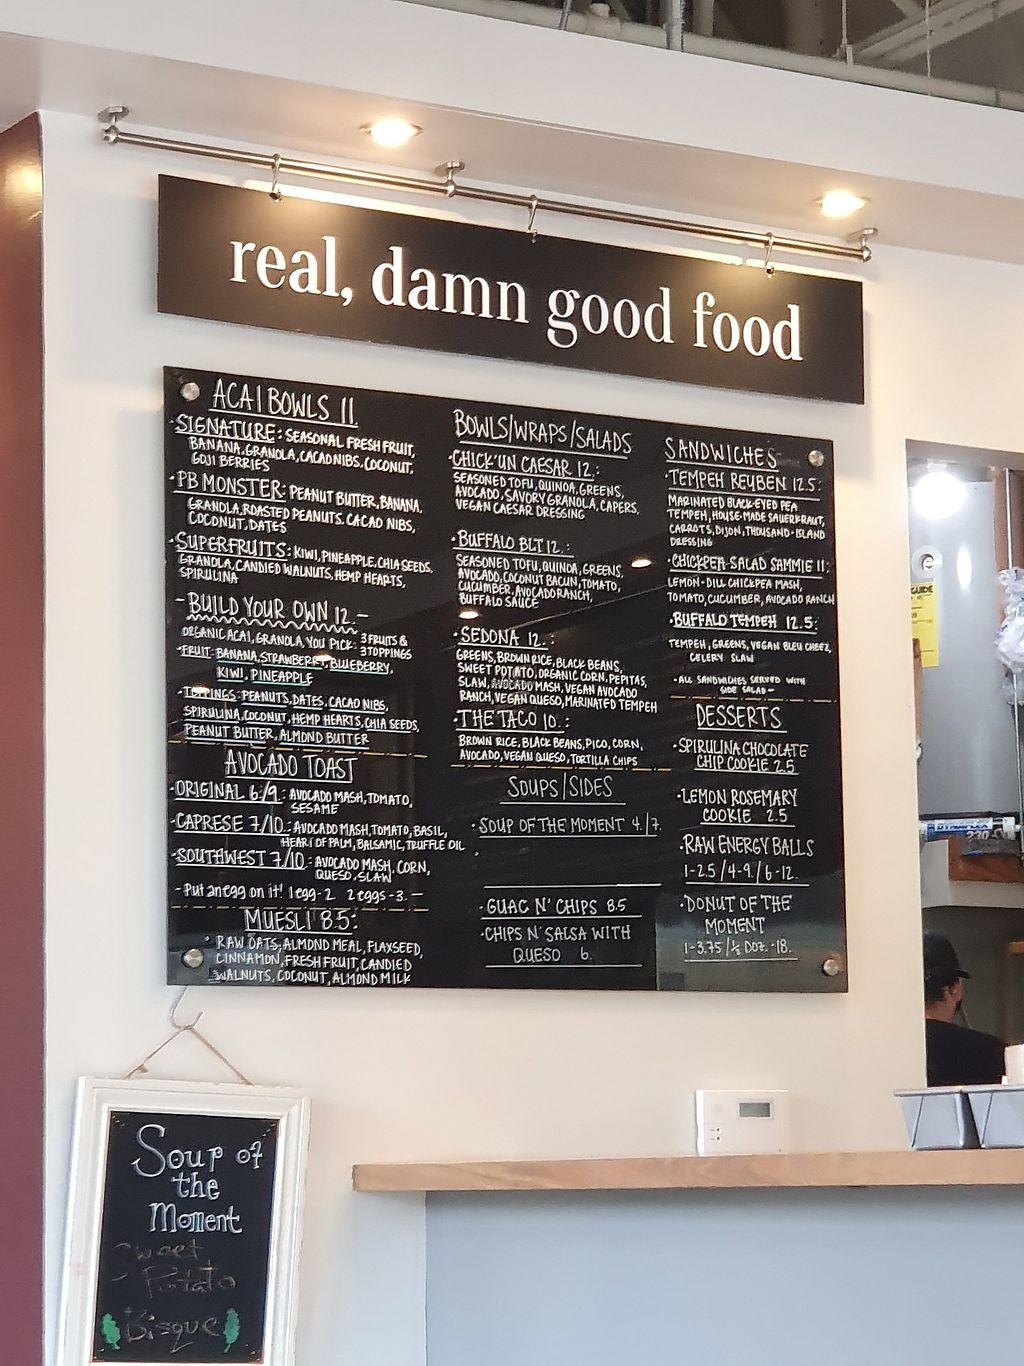 real, damn good food
ACAI BOWLS 11
·SIGNATURE: SEASONAL FRESH FRUIT,
BANANA, GRANOLA, CACAO NIBS, COCONUT,
GOJI BERRIES
·PB MONSTER: PEANUT BUTTER, BANANA,
GRANOLA, ROASTED PEANUTS, CACAO NIBS,
COCONUT, DATES
·SUPERFRUITS: KIWI, PINEAPPLE, CHIA SEEDS,
GRANOLA, CANDIED WALNUTS, HEMP HEARTS,
SPIRULINA
- BUILD YOUR OWN 12. -
ORGANIC ACAI, GRANOLA, YOU PICK: 3 FRUITS &
3 TOPPINGS
·FRUIT: BANANA, STRAWBERRY, BLUEBERRY,
KIWI, PINEAPPLE
·TOPPINGS: PEANUTS, DATES, CACAO NIBS,
SPIRULINA, COCONUT, HEMP HEARTS, CHIA SEEDS,
PEANUT BUTTER, ALMOND BUTTER
AVOCADO TOAST
·ORIGINAL 6/9.: AVOCADO MASH, TOMATO,
SESAME
·CAPRESE 7/10.: AVOCADO MASH, TOMATO, BASIL,
HEART OF PALM, BALSAMIC, TRUFFLE OIL
·SOUTHWEST 7/10.: AVOCADO MASH, CORN,
QUESO, SLAW
- Put an egg on it! 1 egg-2. 2 eggs-3. -
MUESLI 8.5:
· RAW OATS, ALMOND MEAL, FLAXSEED,
CINNAMON, FRESH FRUIT, CANDIED
WALNUTS, COCONUT, ALMOND MILK
BOWLS/WRAPS/SALADS
·CHICK'UN CAESAR 12.:
SEASONED TOFU, QUINOA, GREENS,
AVOCADO, SAVORY GRANOLA, CAPERS,
VEGAN CAESAR DRESSING
·BUFFALO BLT 12.:
SEASONED TOFU, QUINOA, GREENS,
AVOCADO, COCONUT BACUN, TOMATO,
CUCUMBER, AVOCADO RANCH,
BUFFALO SAUCE
·SEDONA 12.:
GREENS, BROWN RICE, BLACK BEANS,
SWEET POTATO, ORGANIC CORN, PEPITAS,
SLAW, AVOCADO MASH, VEGAN AVOCADO
RANCH, VEGAN QUESO, MARINATED TEMPEH
·THE TACO 10.:
BROWN RICE, BLACK BEANS, PICO, CORN,
AVOCADO, VEGAN QUESO, TORTILLA CHIPS
SOUPS/SIDES
·SOUP OF THE MOMENT 4./7.
·GUAC N' CHIPS 8.5
·CHIPS N' SALSA WITH
QUESO 6.
SANDWICHES
·TEMPEH REUBEN 12.5:
MARINATED BLACK-EYED PEA
TEMPEH, HOUSE-MADE SAUERKRAUT,
CARROTS, DIJON, THOUSAND-ISLAND
DRESSING
·CHICKPEA SALAD SAMMIE 11:
LEMON-DILL CHICKPEA MASH,
TOMATO, CUCUMBER, AVOCADO RANCH
·BUFFALO TEMPEH 12.5:
TEMPEH, GREENS, VEGAN BLEU CHEEZ,
CELERY SLAW
·ALL SANDWICHES SERVED WITH
SIDE SALAD-
DESSERTS
·SPIRULINA CHOCOLATE
CHIP COOKIE 2.5
·LEMON ROSEMARY
COOKIE 2.5
·RAW ENERGY BALLS
1-2.5/4-9./6-12.
·DONUT OF THE
MOMENT
1-3.75/½ DOZ.-18.
GUIDE
DYNAFLEX
230
Soup of
the
Moment
Sweet
Potato
Bisque